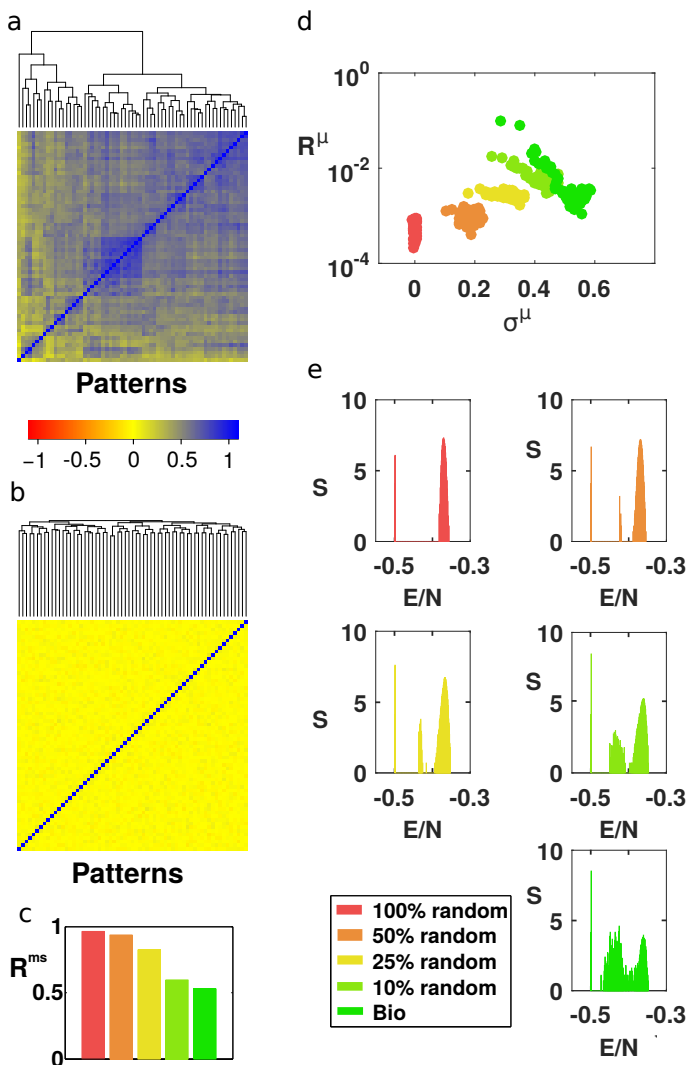 a
Patterns
−1 -0.5 0 0.5 1
b
Patterns
c
R^ms
1
0.5
0
d
R^μ
10^0
10^-2
10^-4
0 0.2 0.4 0.6
σ^μ
e
10
5
0
S
-0.5 -0.3
E/N
10
5
0
S
-0.5 -0.3
E/N
10
5
0
S
-0.5 -0.3
E/N
10
5
0
S
-0.5 -0.3
E/N
10
5
0
S
-0.5 -0.3
E/N
100% random
50% random
25% random
10% random
Bio